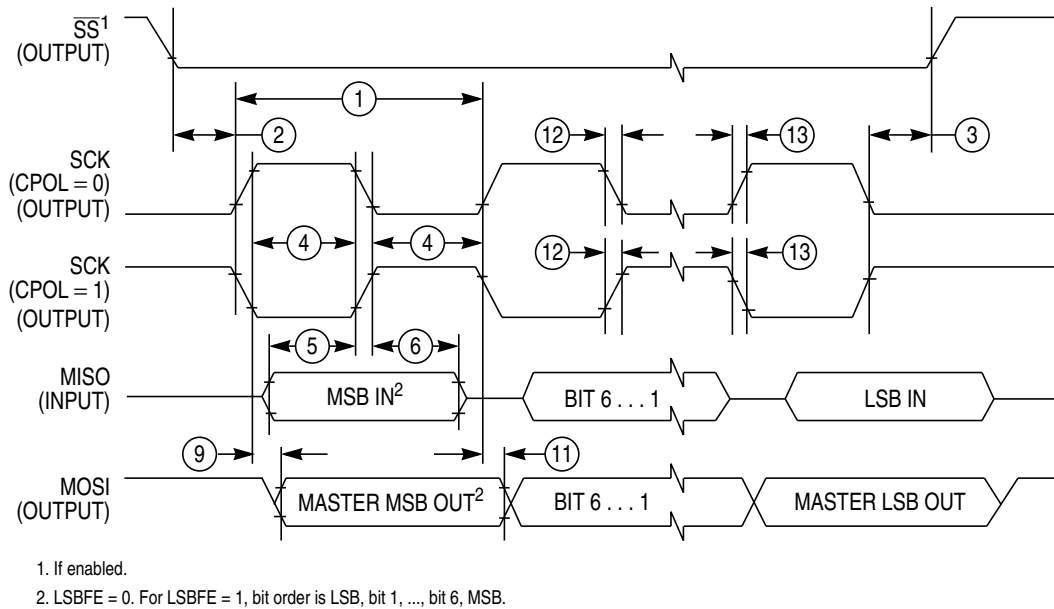 SS¹
(OUTPUT)
1
2
12
13
3
SCK
(CPOL = 0)
(OUTPUT)
4
4
SCK
(CPOL = 1)
(OUTPUT)
12
13
5
6
MISO
(INPUT)
MSB IN²
BIT 6 . . . 1
LSB IN
9
11
MOSI
(OUTPUT)
MASTER MSB OUT²
BIT 6 . . . 1
MASTER LSB OUT
1. If enabled.
2. LSBFE = 0. For LSBFE = 1, bit order is LSB, bit 1, ..., bit 6, MSB.